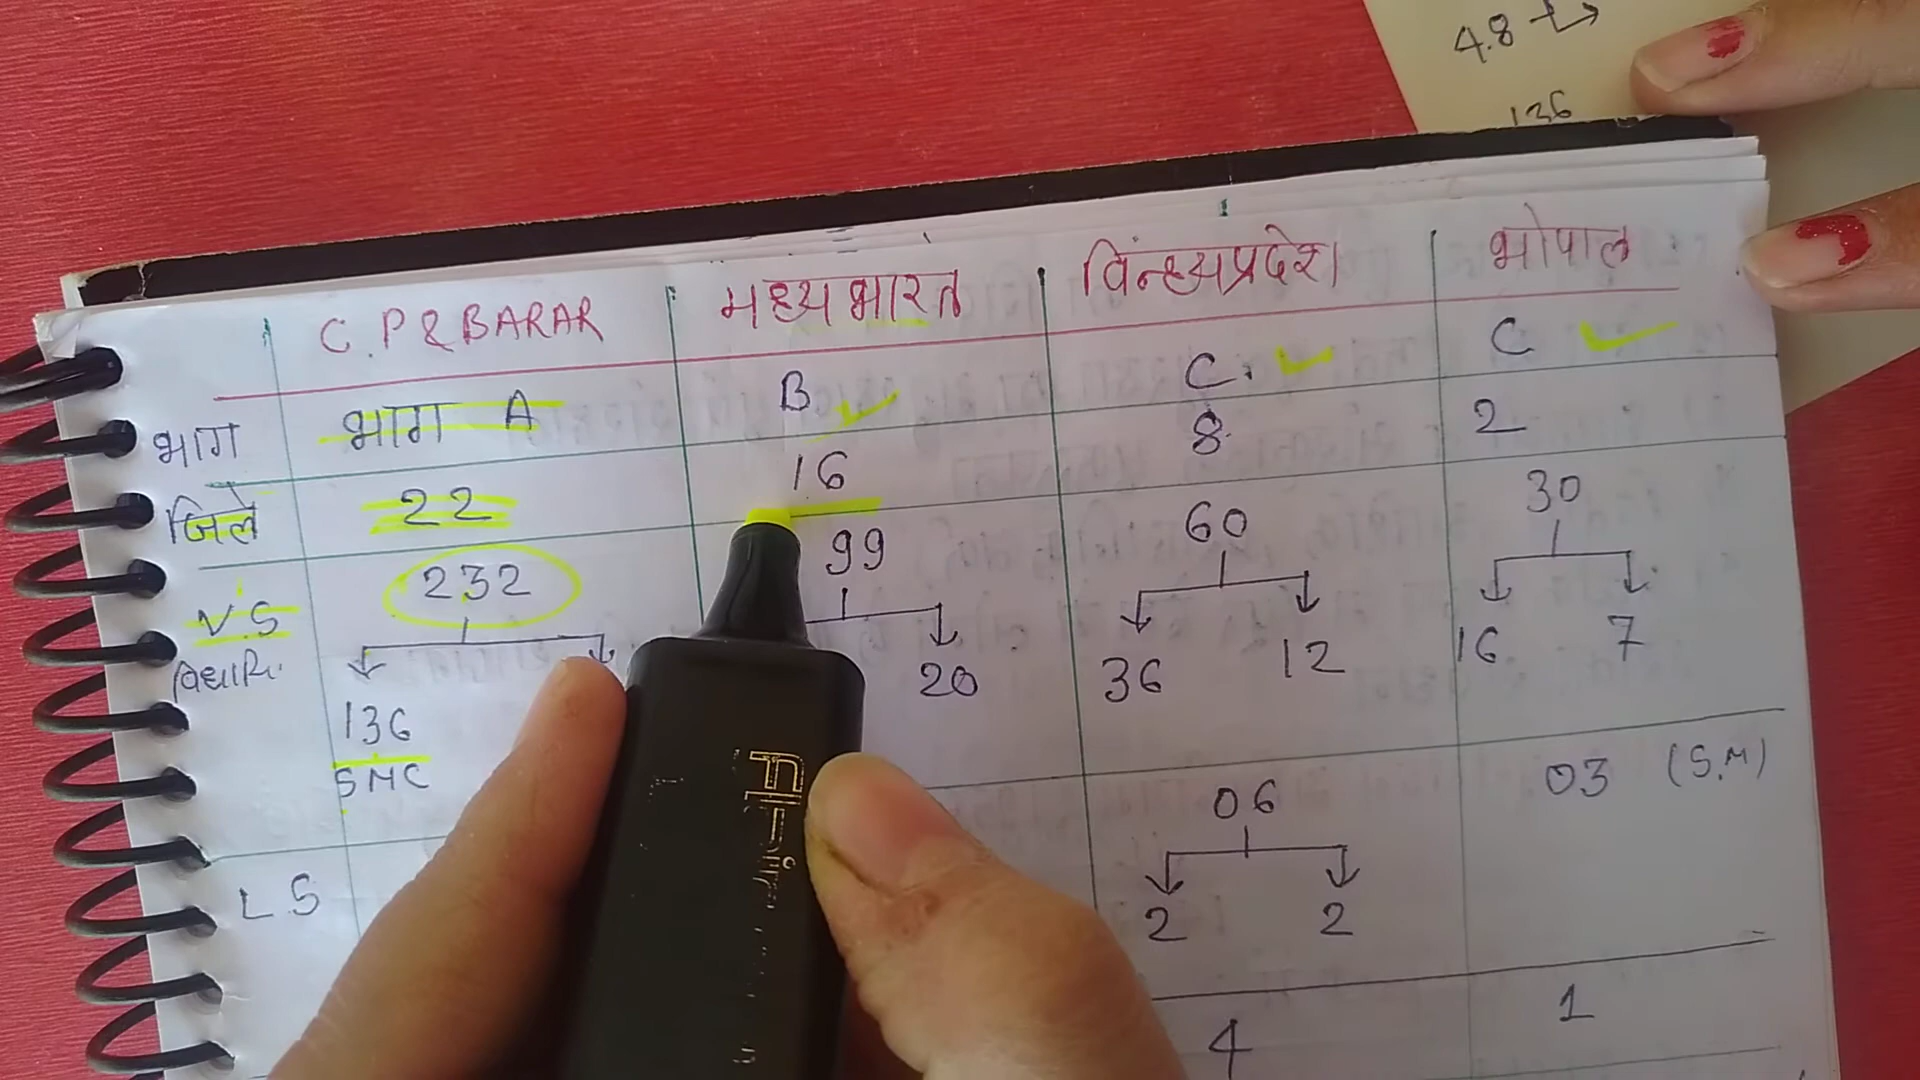 4.8
136
C.P & BARAR मध्य भारत विन्ध्यप्रदेश भोपाल
भाग भाग A B C. C
जिले 22 16 8 2
V.S 232 99 60 30
विधानि
136 20 36 12 16 7
SMC
L.S 06 03 (S.M)
2 2
4 1